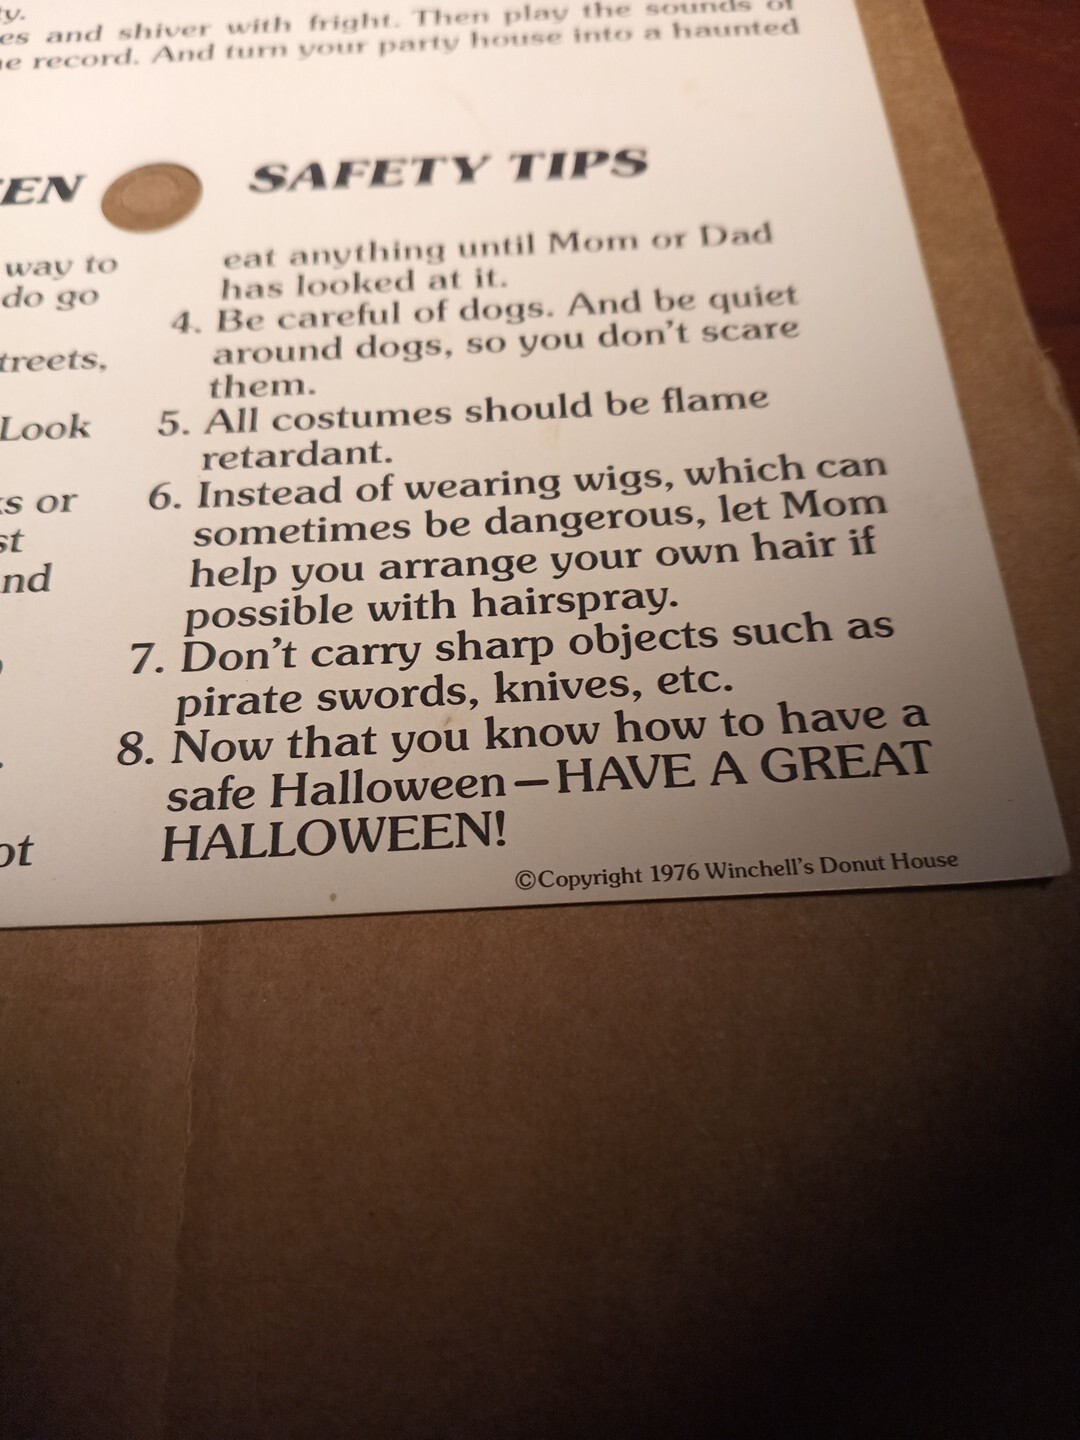 ty.
es and shiver with fright. Then play the sounds of
e record. And turn your party house into a haunted
EEN SAFETY TIPS
way to
do go
treets,
Look
ks or
st
nd
ot
eat anything until Mom or Dad
has looked at it.
4. Be careful of dogs. And be quiet
around dogs, so you don't scare
them.
5. All costumes should be flame
retardant.
6. Instead of wearing wigs, which can
sometimes be dangerous, let Mom
help you arrange your own hair if
possible with hairspray.
7. Don't carry sharp objects such as
pirate swords, knives, etc.
8. Now that you know how to have a
safe Halloween—HAVE A GREAT
HALLOWEEN!
©Copyright 1976 Winchell's Donut House